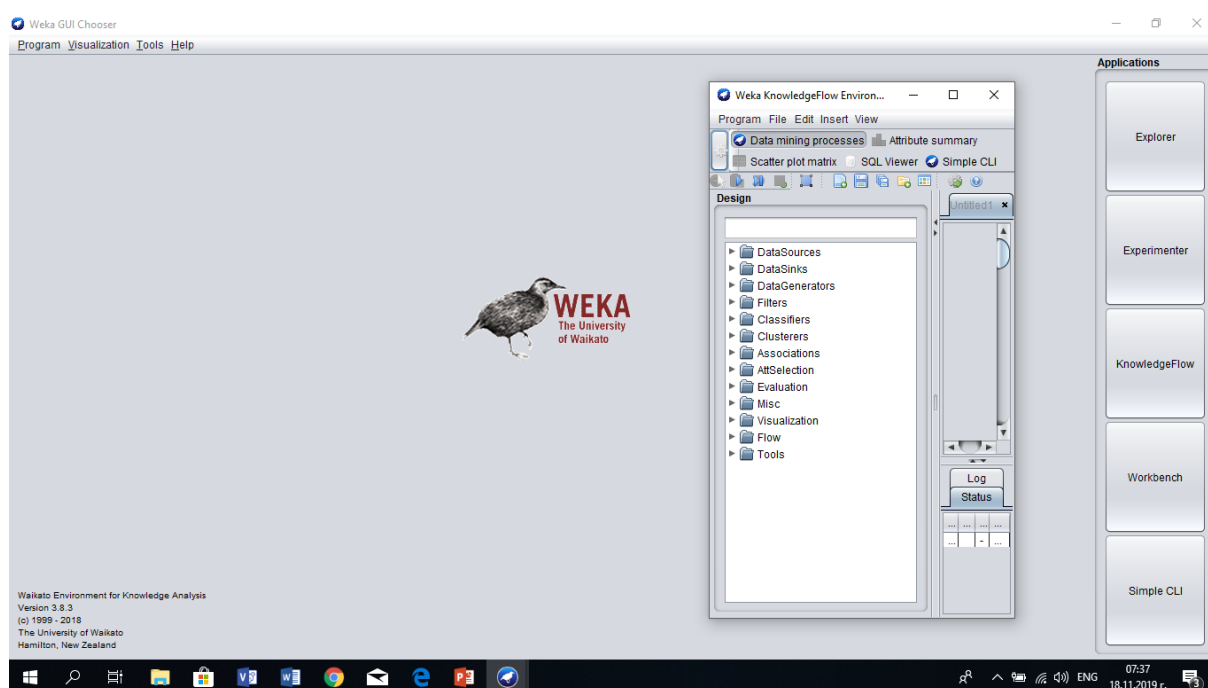 Weka GUI Chooser
Program Visualization Tools Help
Applications
Explorer
Experimenter
KnowledgeFlow
Workbench
Simple CLI
Weka KnowledgeFlow Environ...
Program File Edit Insert View
Data mining processes Attribute summary
Scatter plot matrix SQL Viewer Simple CLI
Design
Untitled1
DataSources
DataSinks
DataGenerators
Filters
Classifiers
Clusterers
Associations
AttSelection
Evaluation
Misc
Visualization
Flow
Tools
Log
Status
... ... ... ...
... - ...
WEKA
The University
of Waikato
Waikato Environment for Knowledge Analysis
Version 3.8.3
(c) 1999 - 2018
The University of Waikato
Hamilton, New Zealand
ENG
07:37
18.11.2019 г.
3